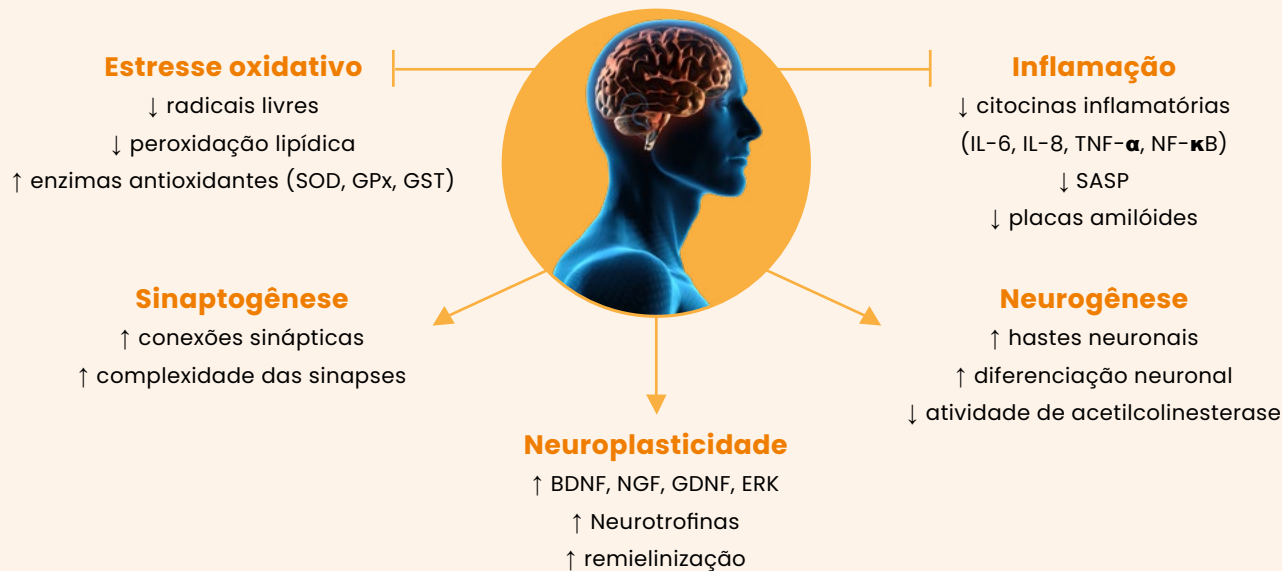 Estresse oxidativo
↓ radicais livres
↓ peroxidação lipídica
↑ enzimas antioxidantes (SOD, GPx, GST)
Inflamação
↓ citocinas inflamatórias
(IL-6, IL-8, TNF-α, NF-κB)
↓ SASP
↓ placas amilóides
Sinaptogênese
↑ conexões sinápticas
↑ complexidade das sinapses
Neurogênese
↑ hastes neuronais
↑ diferenciação neuronal
↓ atividade de acetilcolinesterase
Neuroplasticidade
↑ BDNF, NGF, GDNF, ERK
↑ Neurotrofinas
↑ remielinização